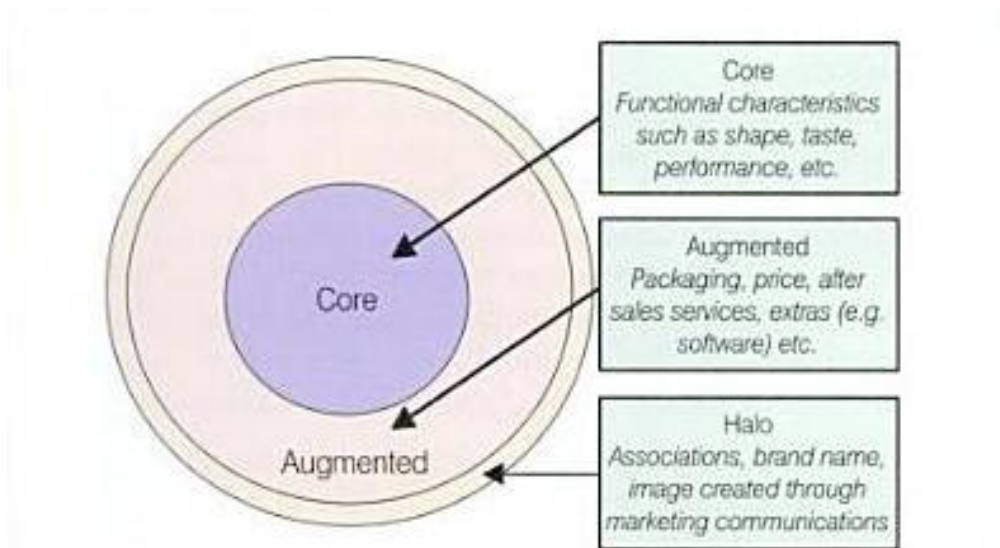 Core
Augmented
Core
Functional characteristics
such as shape, taste,
performance, etc.
Augmented
Packaging, price, after
sales services, extras (e.g.
software) etc.
Halo
Associations, brand name,
image created through
marketing communications